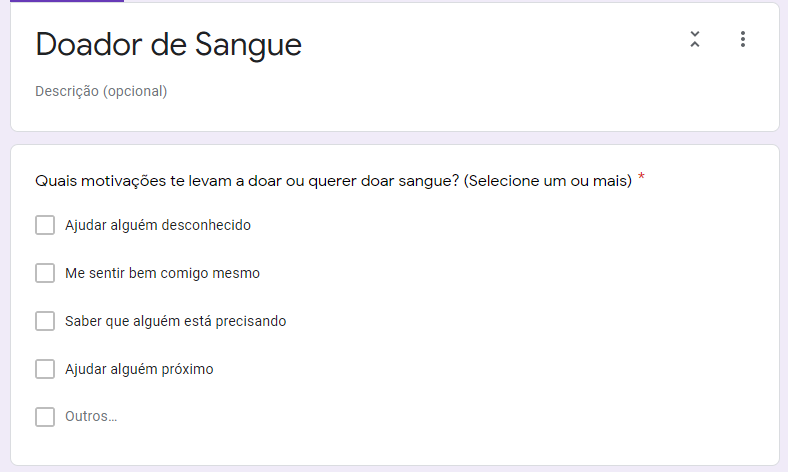 Doador de Sangue
Descrição (opcional)
Quais motivações te levam a doar ou querer doar sangue? (Selecione um ou mais) *
Ajudar alguém desconhecido
Me sentir bem comigo mesmo
Saber que alguém está precisando
Ajudar alguém próximo
Outros...